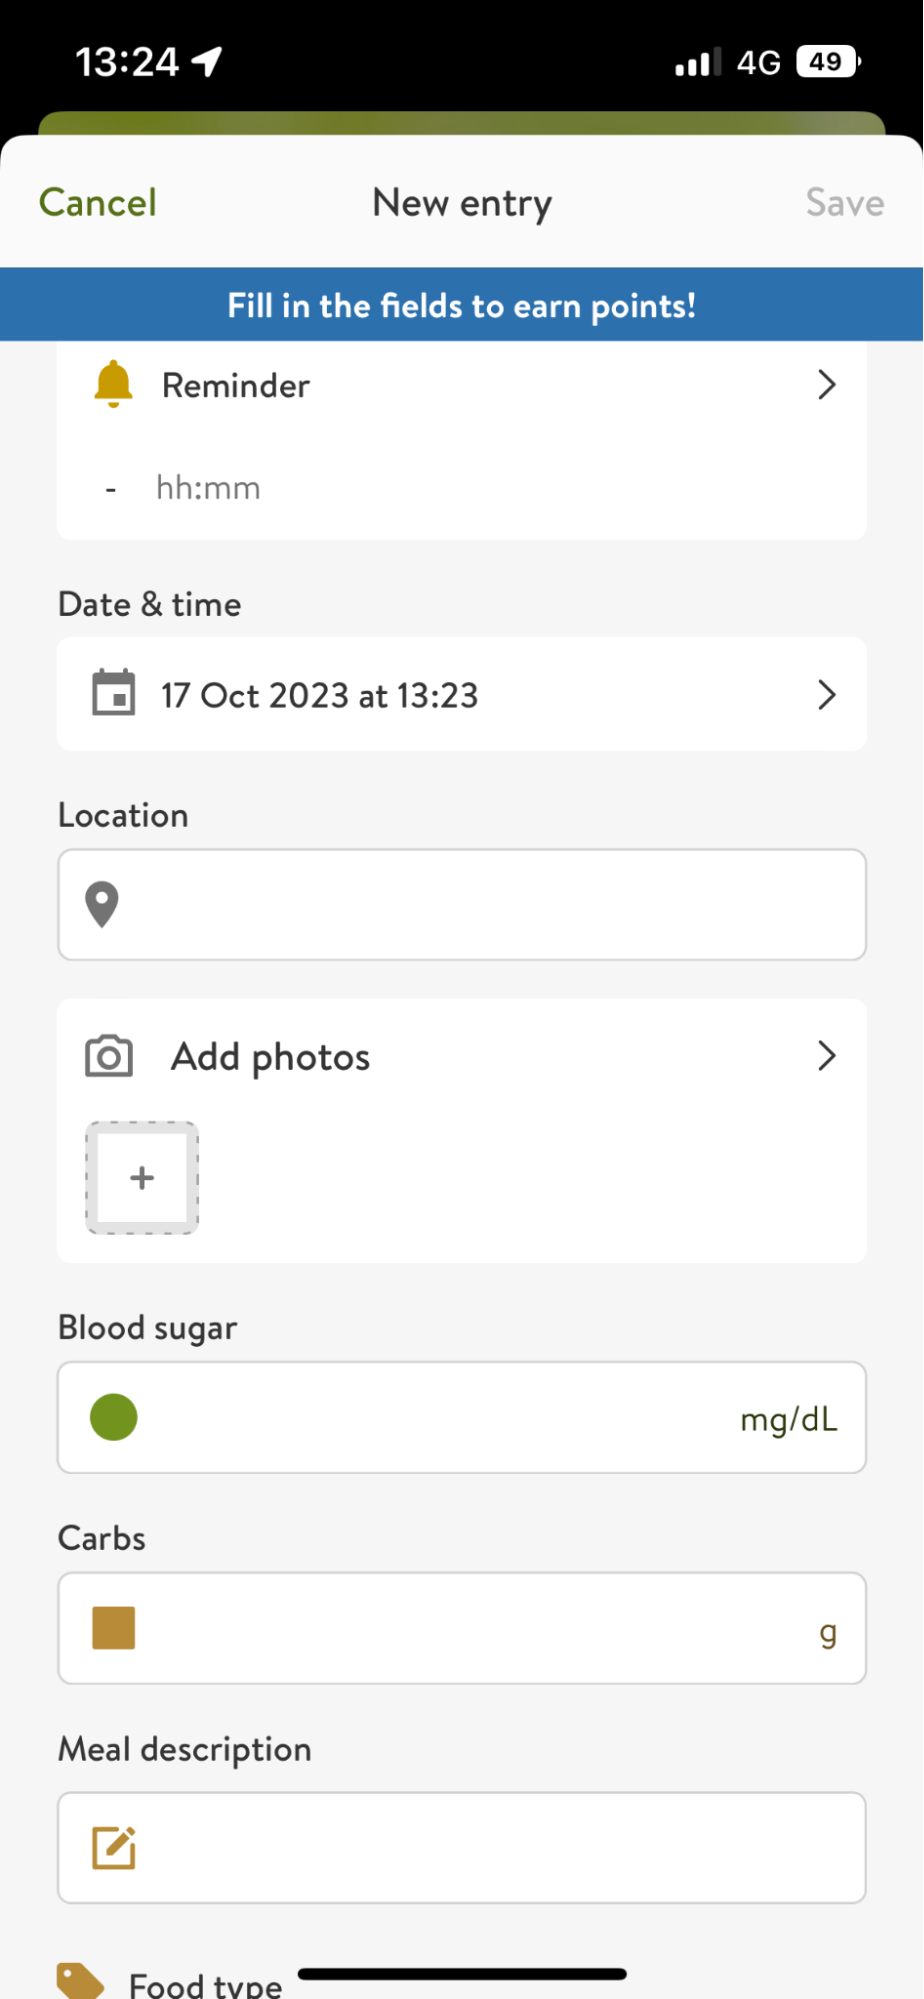 13:24 4G 49
Cancel New entry Save
Fill in the fields to earn points!
Reminder
- hh:mm
Date & time
17 Oct 2023 at 13:23
Location
Add photos
+
Blood sugar
mg/dL
Carbs
g
Meal description
Food type